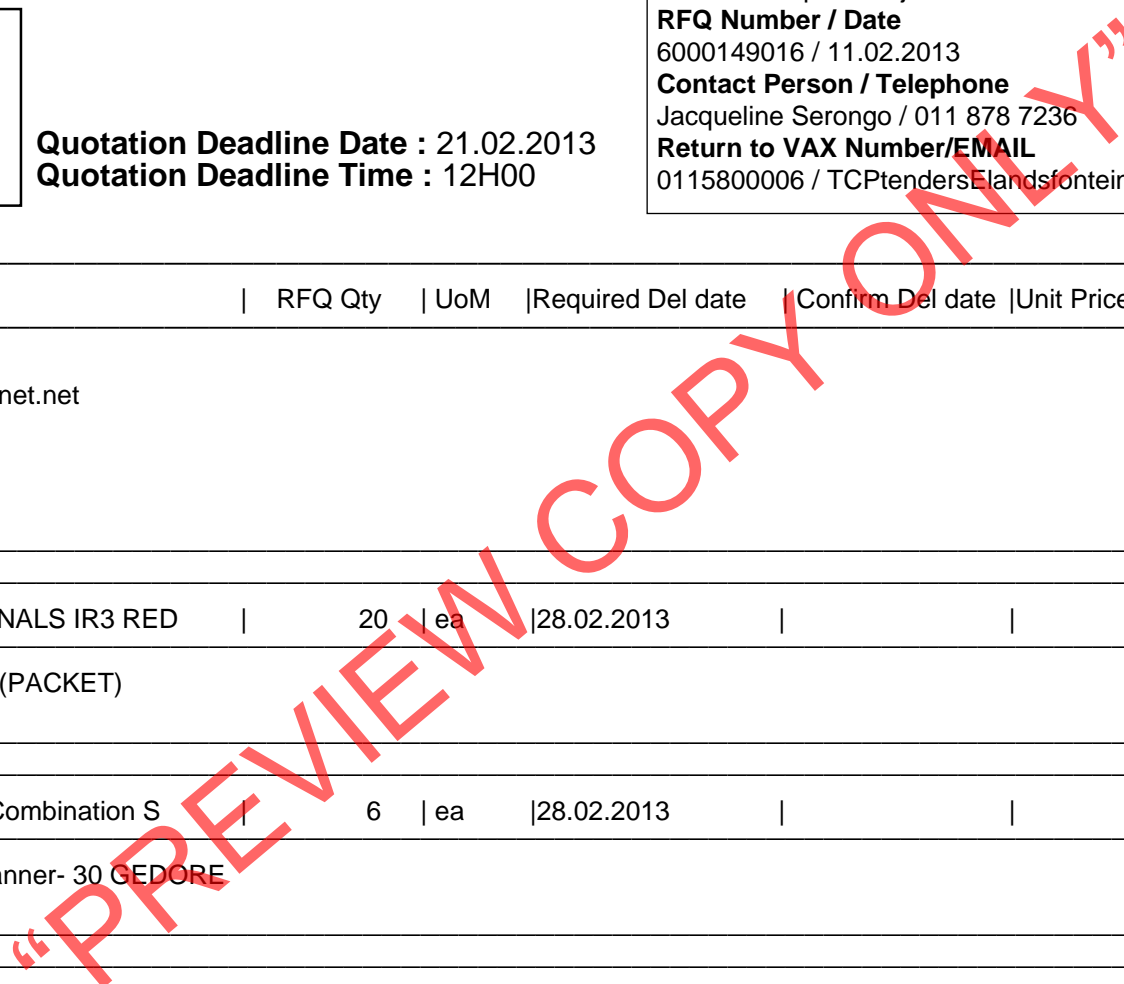 RFQ Number / Date
6000149016 / 11.02.2013
Contact Person / Telephone
Jacqueline Serongo / 011 878 7236
Return to VAX Number/EMAIL
0115800006 / TCPtendersElandsfontein
Quotation Deadline Date : 21.02.2013
Quotation Deadline Time : 12H00
| RFQ Qty | UoM |Required Del date | Confirm Del date |Unit Price
net.net
NALS IR3 RED | 20 | ea |28.02.2013 | |
(PACKET)
Combination S | 6 | ea |28.02.2013 | |
anner- 30 GEDORE
“PREVIEW COPY ONLY”